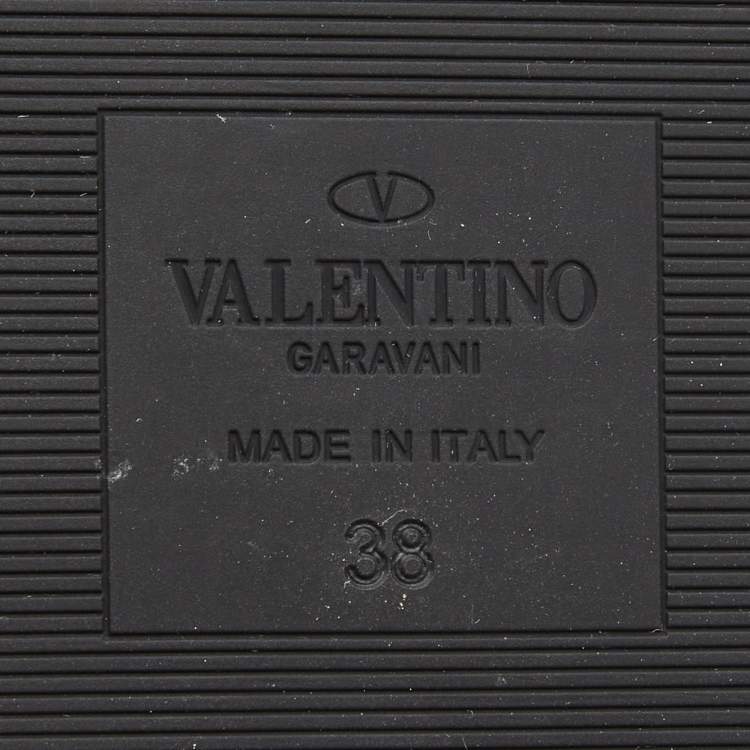 V
VALENTINO
GARAVANI
MADE IN ITALY
38